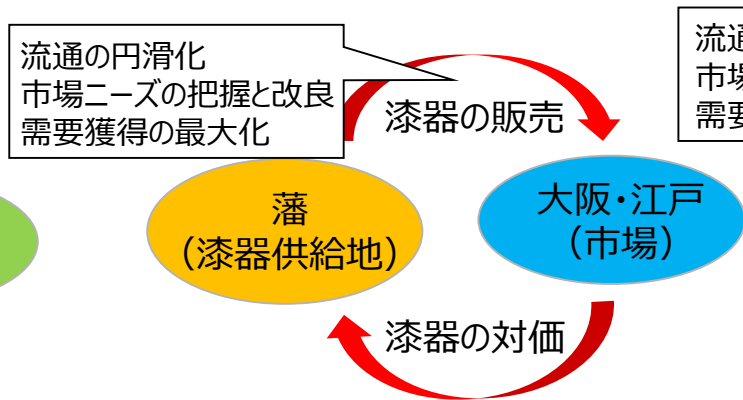 流通の円滑化
市場ニーズの把握と改良
需要獲得の最大化
漆器の販売
藩
（漆器供給地）
大阪・江戸
（市場）
漆器の対価
流通
市場
需要